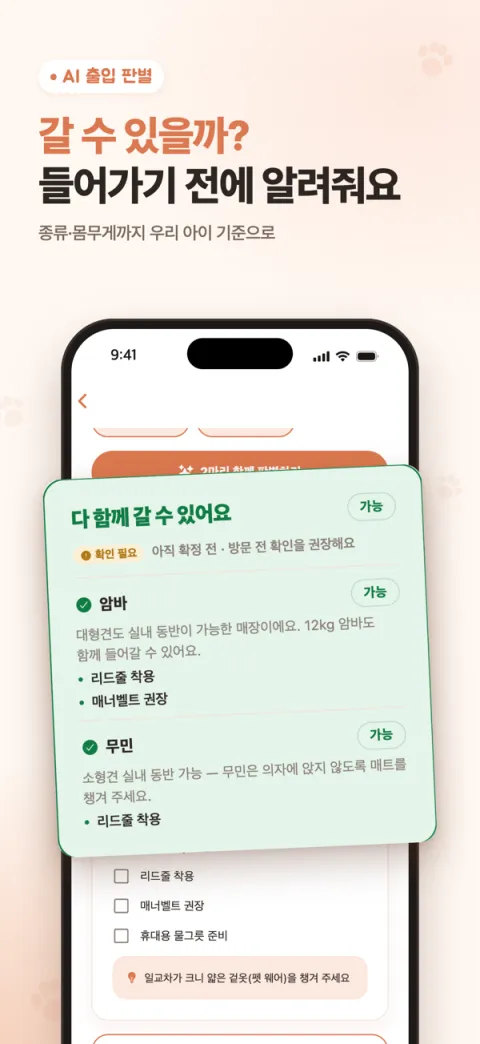 • AI 출입 판별
갈 수 있을까?
들어가기 전에 알려줘요
종류·몸무게까지 우리 아이 기준으로
9:41
다 함께 갈 수 있어요
가능
확인 필요
아직 확정 전 · 방문 전 확인을 권장해요
암바
가능
대형견도 실내 동반이 가능한 매장이에요. 12kg 암바도
함께 들어갈 수 있어요.
• 리드줄 착용
• 매너벨트 권장
무민
가능
소형견 실내 동반 가능 — 무민은 의자에 앉지 않도록 매트를
챙겨 주세요.
• 리드줄 착용
리드줄 착용
매너벨트 권장
휴대용 물그릇 준비
일교차가 크니 얇은 겉옷(펫 웨어)을 챙겨 주세요